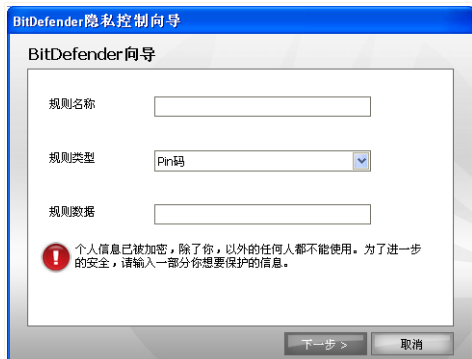 BitDefender隐私控制向导
BitDefender向导
规则名称
规则类型
Pin码
规则数据
个人信息已被加密，除了你，以外的任何人都不能使用。为了进一步
的安全，请输入一部分你想要保护的信息。
下一步 >
取消